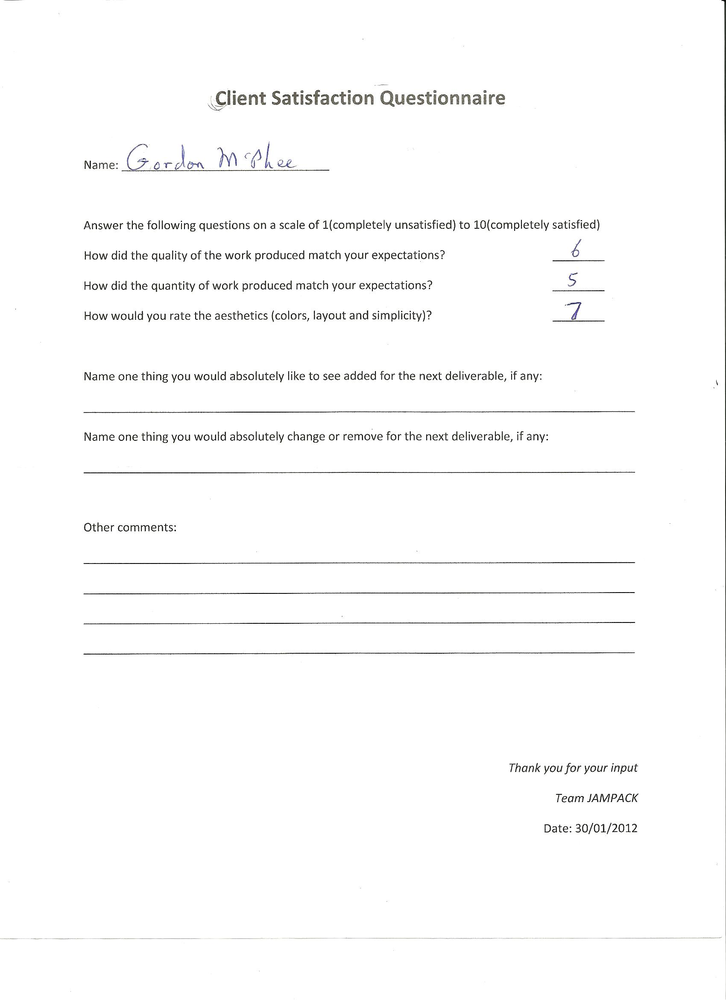 Client Satisfaction Questionnaire
Name: Gordon McPhee
Answer the following questions on a scale of 1(completely unsatisfied) to 10(completely satisfied)
How did the quality of the work produced match your expectations? 6
How did the quantity of work produced match your expectations? 5
How would you rate the aesthetics (colors, layout and simplicity)? 7
Name one thing you would absolutely like to see added for the next deliverable, if any:
Name one thing you would absolutely change or remove for the next deliverable, if any:
Other comments:
Thank you for your input
Team JAMPACK
Date: 30/01/2012